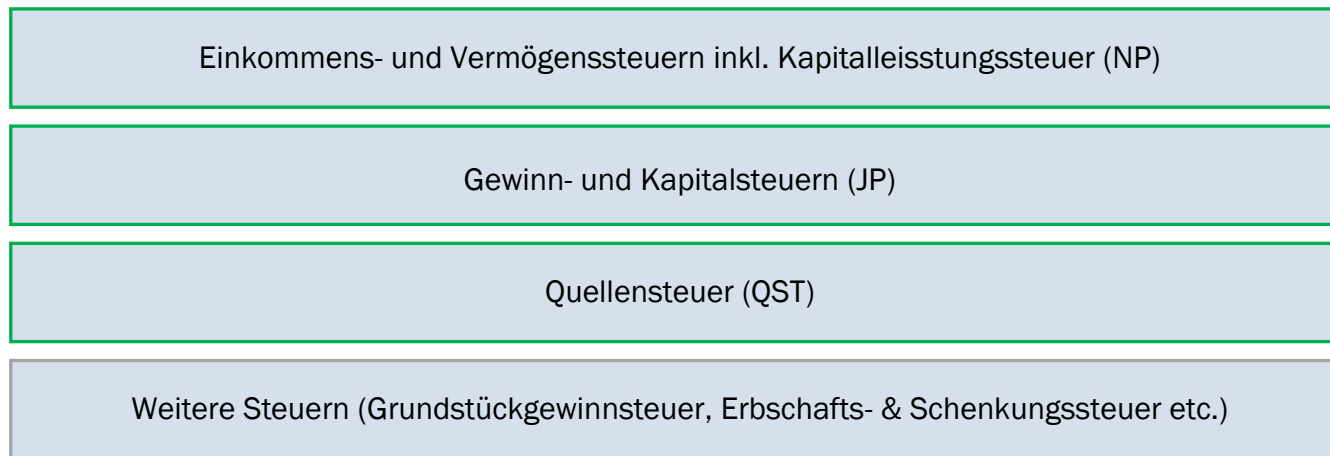 Einkommens- und Vermögenssteuern inkl. Kapitalleisstungssteuer (NP)
Gewinn- und Kapitalsteuern (JP)
Quellensteuer (QST)
Weitere Steuern (Grundstückgewinnsteuer, Erbschafts- & Schenkungssteuer etc.)